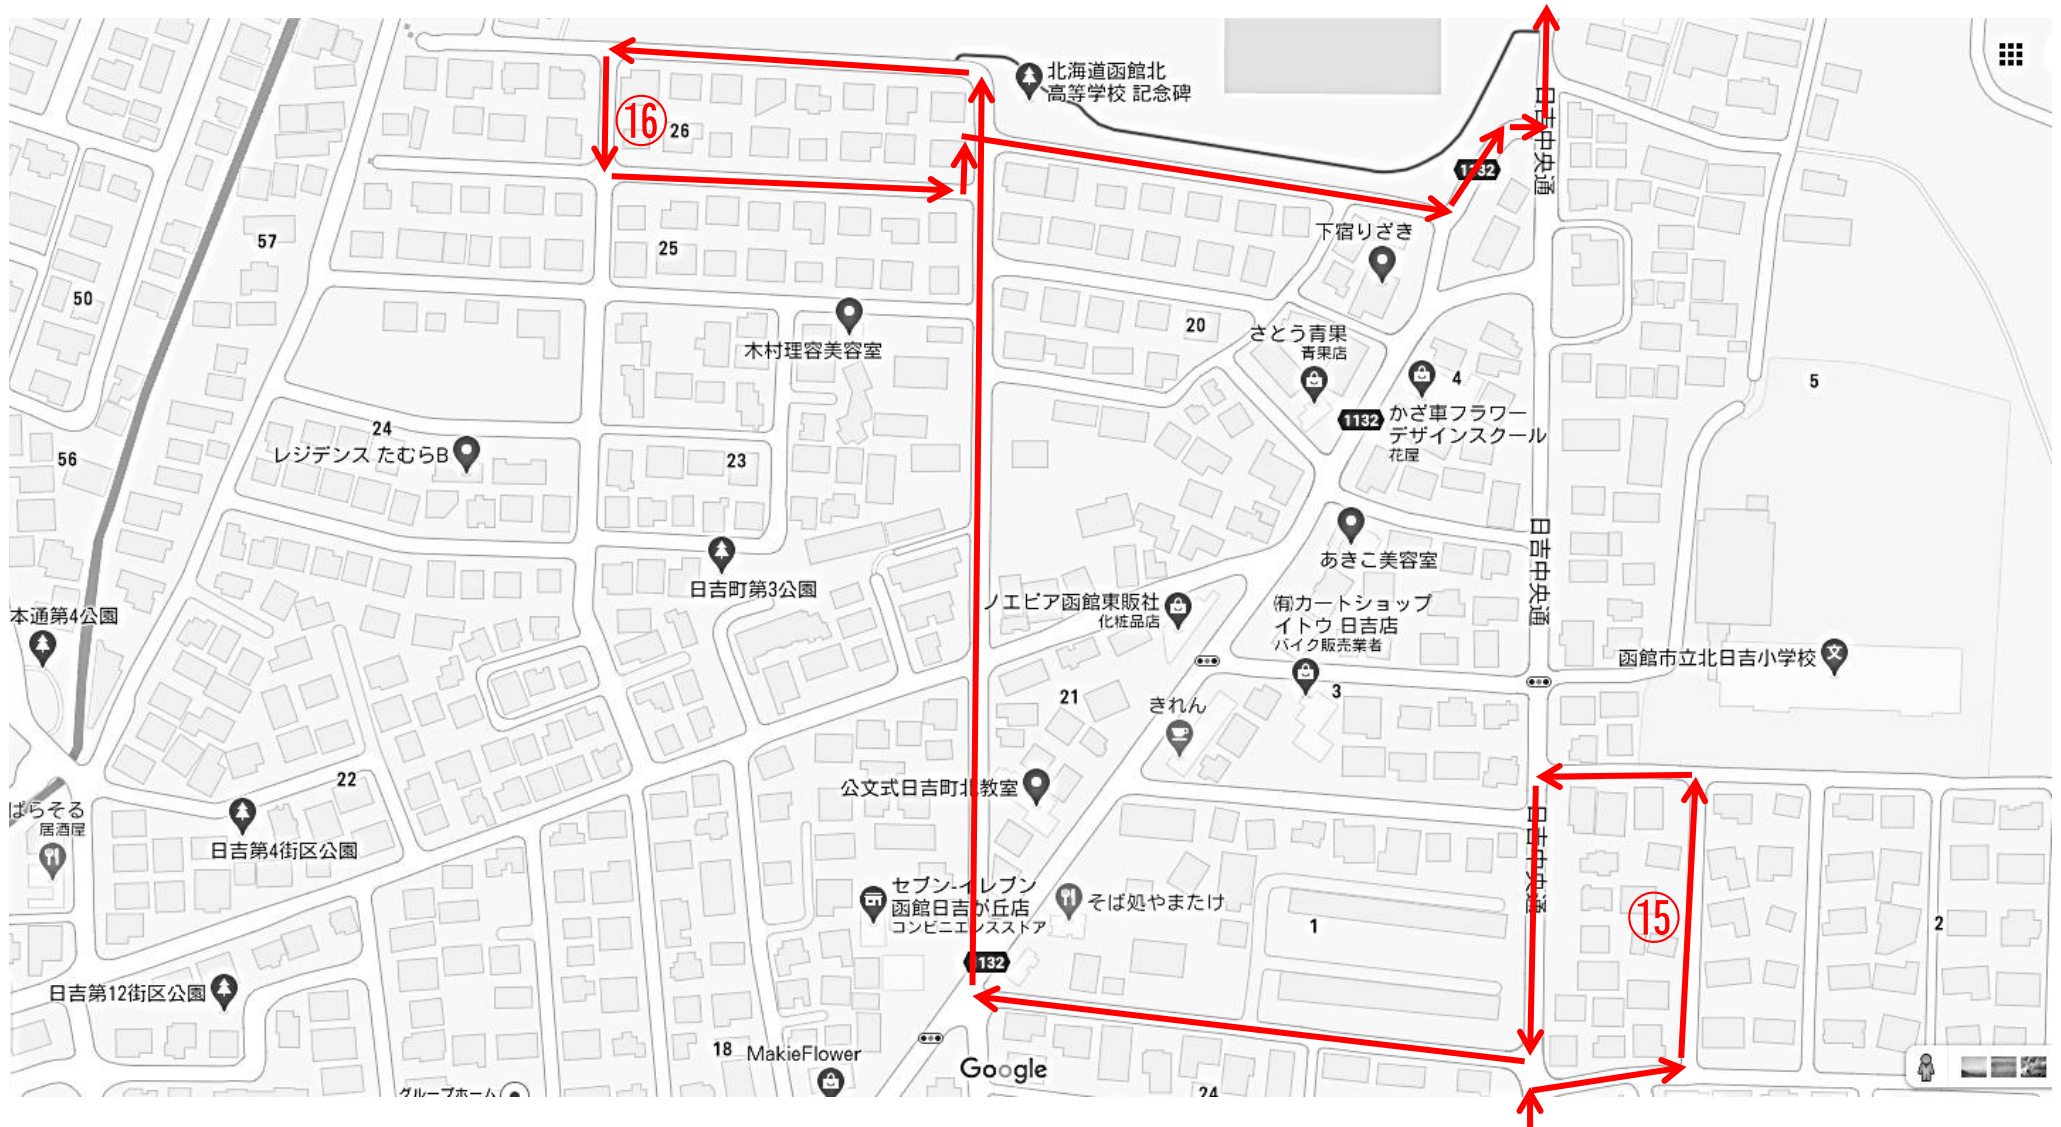 北海道函館北
高等学校 記念碑
日吉中央通
⑯
26
1132
57
25
下宿りざき
50
木村理容美容室
20
さとう青果
青果店
4
5
1132
かざ車フラワー
デザインスクール
花屋
24
レジデンス たむらB
23
56
日吉中央通
あきこ美容室
日吉町第3公園
ノエビア函館東販社
化粧品店
㈲カートショップ
イトウ 日吉店
バイク販売業者
本通第4公園
函館市立北日吉小学校
文
21
3
きれん
22
公文式日吉町北教室
ぱらそる
居酒屋
日吉第4街区公園
日吉中央通
セブン-イレブン
函館日吉が丘店
コンビニエンスストア
そば処やまたけ
1
⑮
2
1132
日吉第12街区公園
18
MakieFlower
Google
グループホーム
24